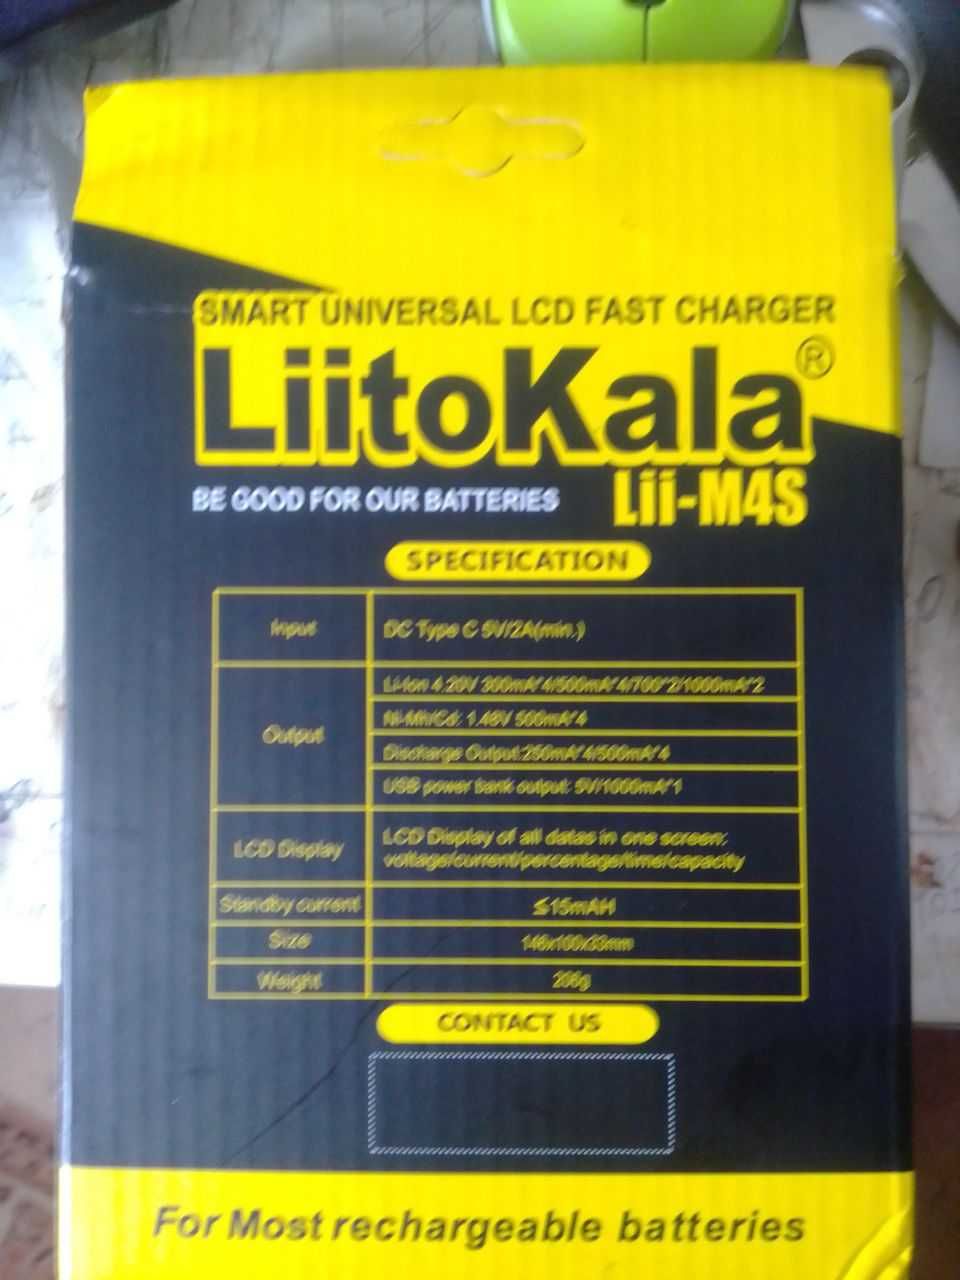 SMART UNIVERSAL LCD FAST CHARGER
LiitoKala®
BE GOOD FOR OUR BATTERIES
Lii-M4S
SPECIFICATION
Input
DC Type C 5V/2A(min.)
Output
Li-Ion 4.20V 300mA*4/500mA*4/700*2/1000mA*2
Ni-Mh/Cd: 1.48V 500mA*4
Discharge Output:250mA*4/500mA*4
USB power bank output: 5V/1000mA*1
LCD Display
LCD Display of all datas in one screen:
voltage/current/percentage/time/capacity
Standby current
≤15mAH
Size
146x100x33mm
Weight
206g
CONTACT US
For Most rechargeable batteries